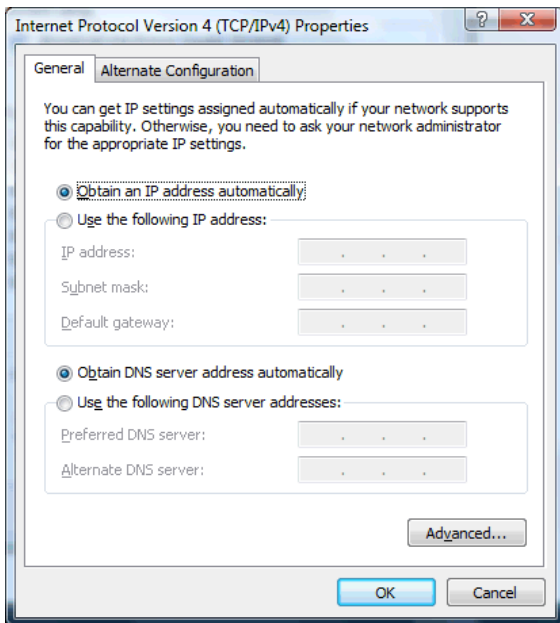 Internet Protocol Version 4 (TCP/IPv4) Properties
?
General
Alternate Configuration
You can get IP settings assigned automatically if your network supports
this capability. Otherwise, you need to ask your network administrator
for the appropriate IP settings.
Obtain an IP address automatically
Use the following IP address:
IP address:
Subnet mask:
Default gateway:
Obtain DNS server address automatically
Use the following DNS server addresses:
Preferred DNS server:
Alternate DNS server:
Advanced...
OK
Cancel